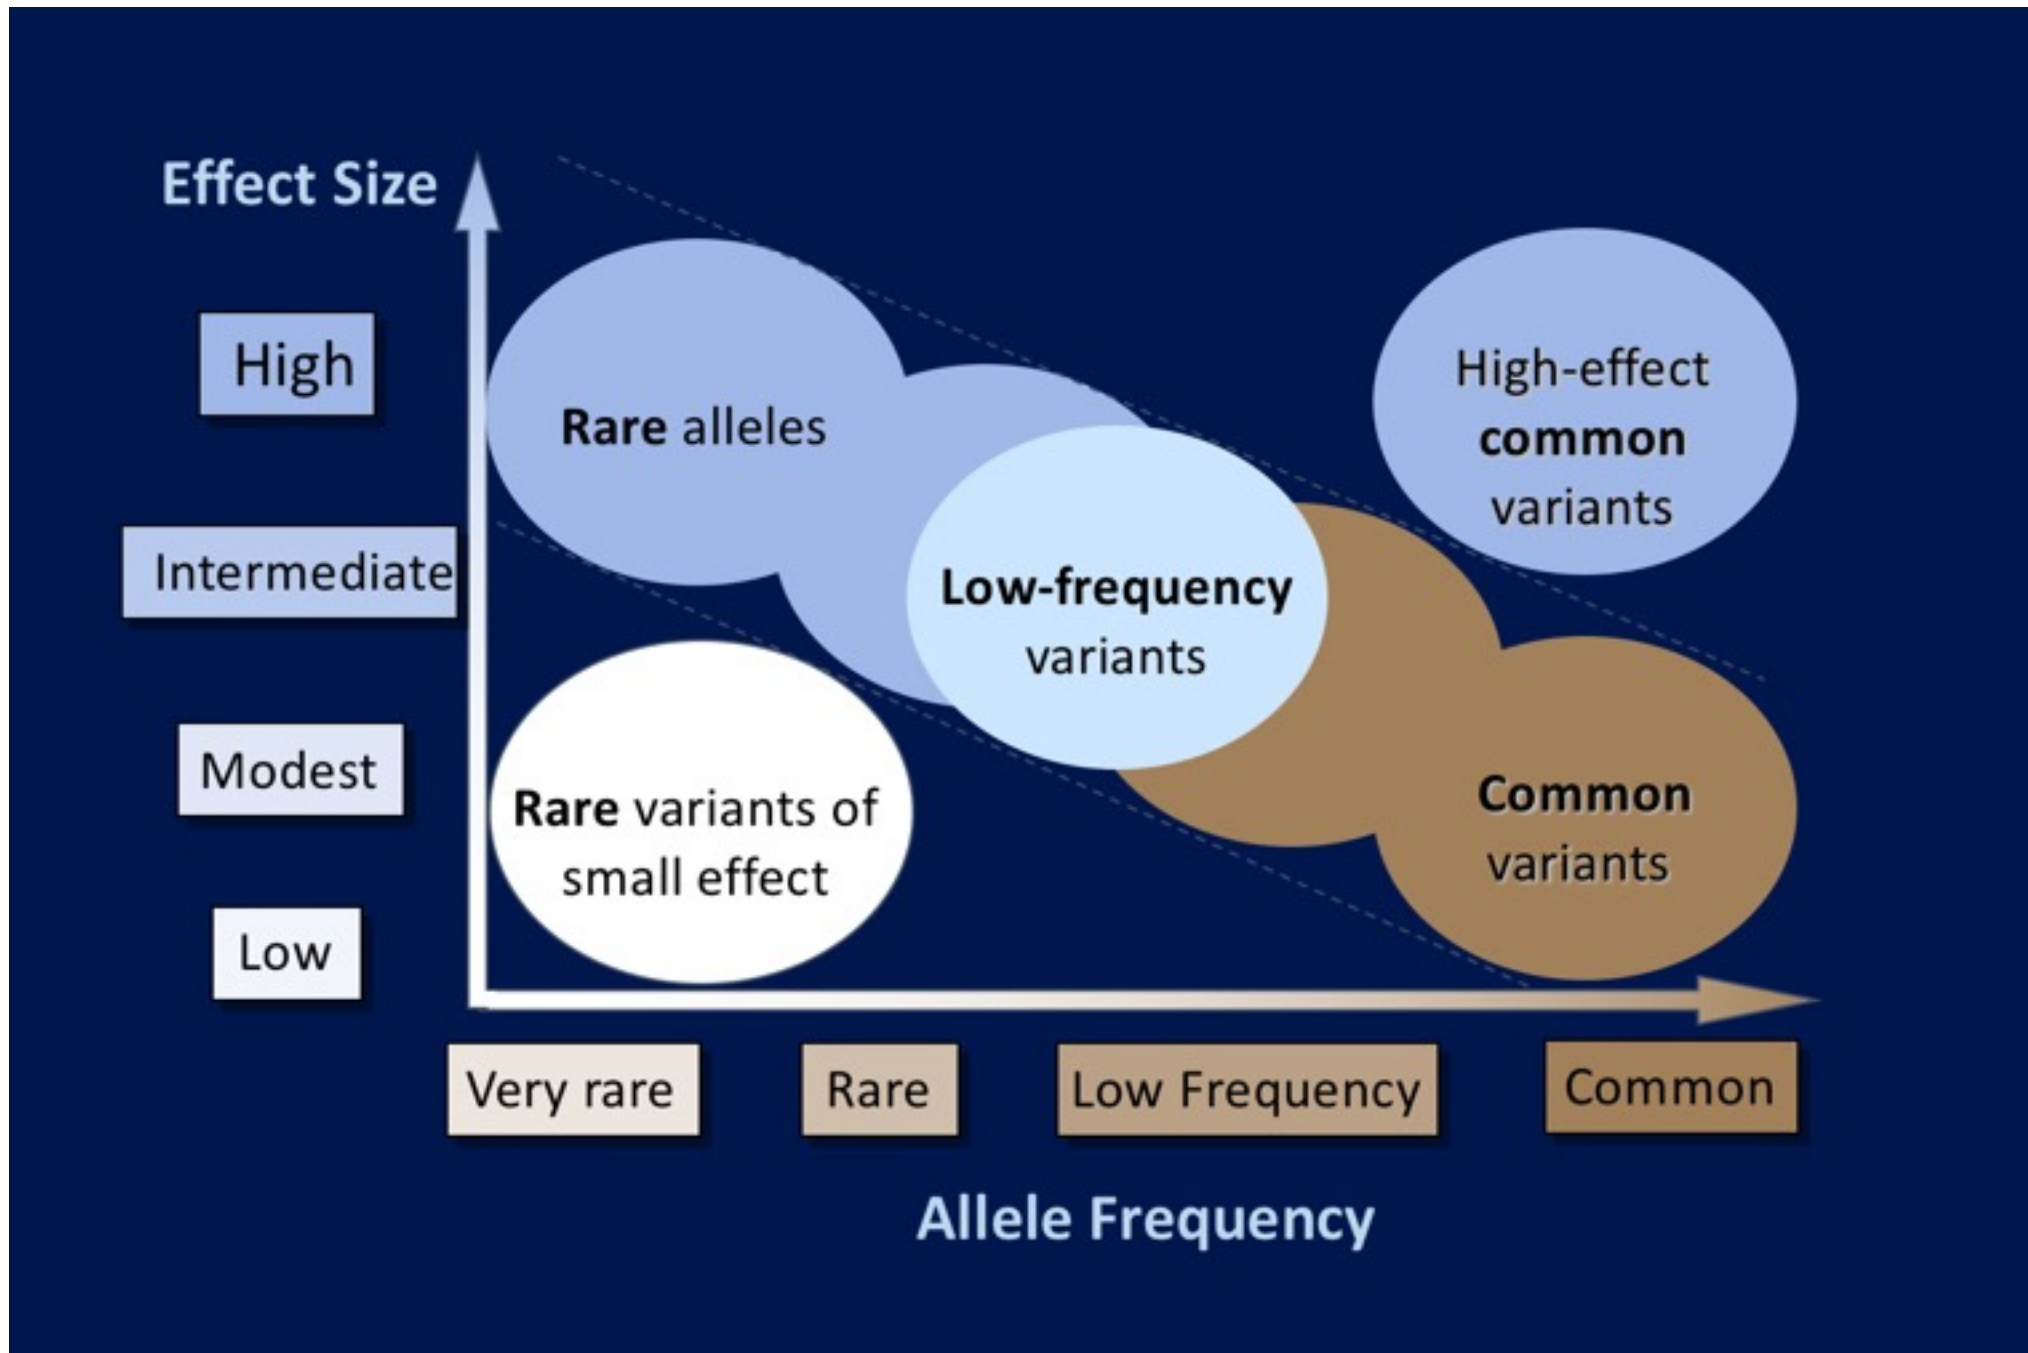 Effect Size
High
Intermediate
Modest
Low
Rare alleles
High-effect
common
variants
Low-frequency
variants
Rare variants of
small effect
Common
variants
Very rare
Rare
Low Frequency
Common
Allele Frequency